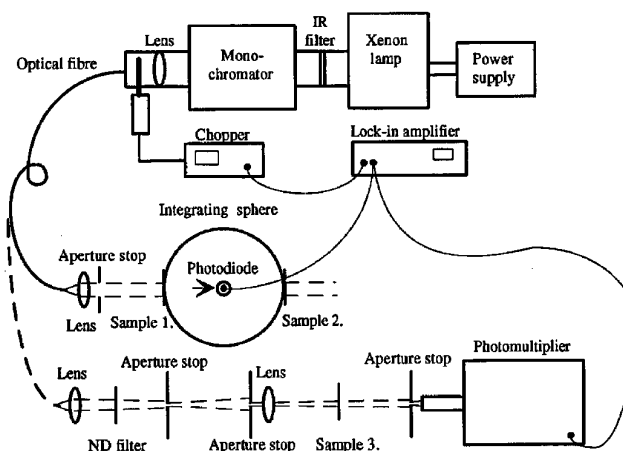 Lens
IR
filter
Xenon
lamp
Mono-
chromator
Power
supply
Optical fibre
Chopper
Lock-in amplifier
Integrating sphere
Aperture stop
Photodiode
Lens
Sample 1.
Sample 2.
Lens
Aperture stop
Lens
Aperture stop
Photomultiplier
ND filter
Aperture stop
Sample 3.